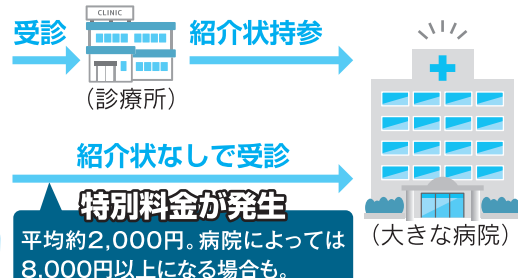 受診
CLINIC
紹介状持参
(診療所)
紹介状なしで受診
特別料金が発生
平均約2,000円。病院によっては
8,000円以上になる場合も。
(大きな病院)